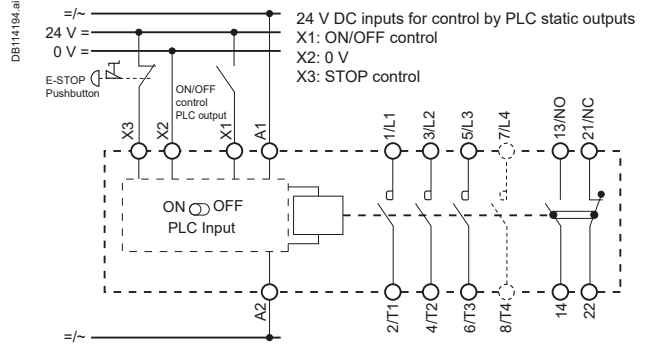 DB114194.ai
=/~
24 V =
0 V =
24 V DC inputs for control by PLC static outputs
X1: ON/OFF control
X2: 0 V
X3: STOP control
E-STOP
Pushbutton
ON/OFF
control
PLC output
X3
X2
X1
A1
1/L1
3/L2
5/L3
7/L4
13/NO
21/NC
ON OFF
PLC Input
A2
2/T1
4/T2
6/T3
8/T4
14
22
=/~